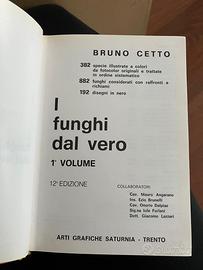 BRUNO CETTO
382 specie illustrate a colori
da fotocolor originali e trattate
in ordine sistematico
882 funghi considerati con raffronti e
richiami
192 disegni in nero
I
funghi
dal vero
1° VOLUME
12ª EDIZIONE
COLLABORATORI:
Cav. Mauro Angarano
Ins. Ezio Brunelli
Cav. Onorio Dalpiaz
Sig.na Iole Forlani
Dott. Giacomo Lazzari
ARTI GRAFICHE SATURNIA - TRENTO